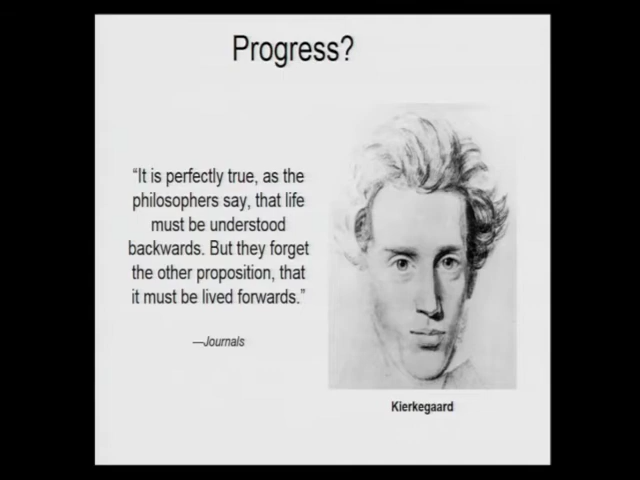 Progress?
“It is perfectly true, as the
philosophers say, that life
must be understood
backwards. But they forget
the other proposition, that
it must be lived forwards.”
—Journals
Kierkegaard